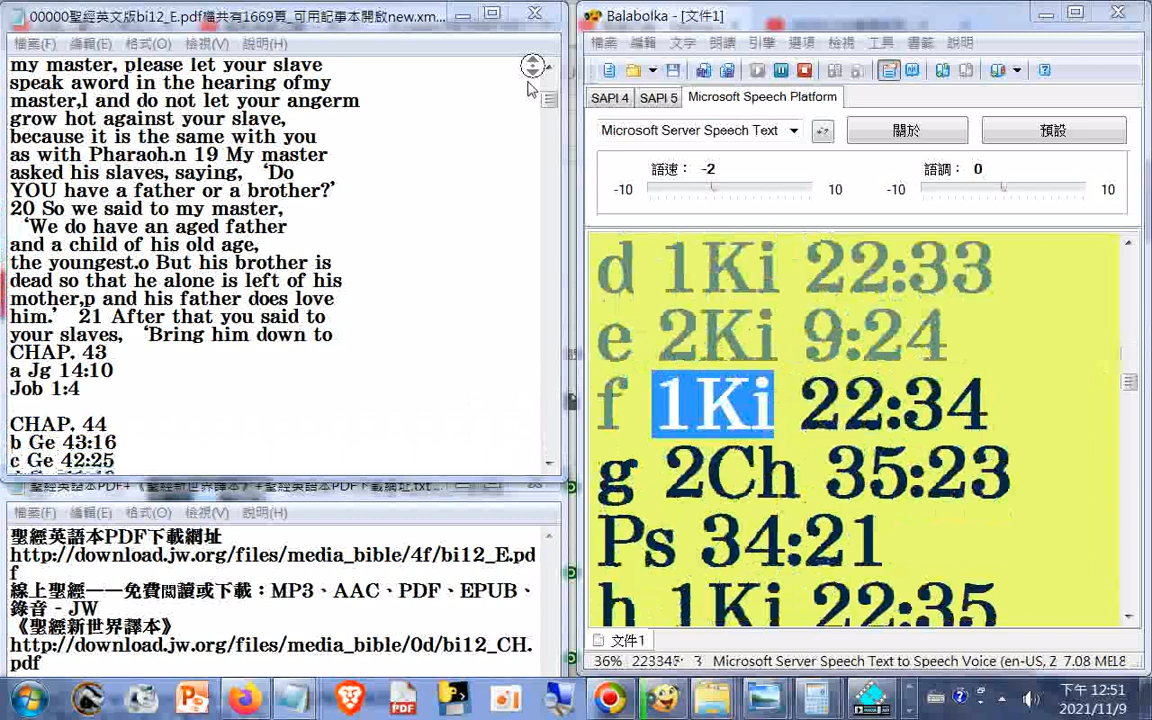 00000聖經英文版bi12_E.pdf檔共有1669頁_可用記事本開啟new.xm...
檔案(F) 編輯(E) 格式(O) 檢視(V) 說明(H)
my master, please let your slave
speak aword in the hearing ofmy
master,l and do not let your angerm
grow hot against your slave,
because it is the same with you
as with Pharaoh.n 19 My master
asked his slaves, saying, ‘Do
YOU have a father or a brother?’
20 So we said to my master,
‘We do have an aged father
and a child of his old age,
the youngest.o But his brother is
dead so that he alone is left of his
mother,p and his father does love
him.’ 21 After that you said to
your slaves, ‘Bring him down to
CHAP. 43
a Jg 14:10
Job 1:4
CHAP. 44
b Ge 43:16
c Ge 42:25
聖經英語本PDF+《聖經新世界譯本》+聖經英語本PDF下載網址.txt ...
檔案(F) 編輯(E) 格式(O) 檢視(V) 說明(H)
聖經英語本PDF下載網址
http://download.jw.org/files/media_bible/4f/bi12_E.pd
f
線上聖經——免費閱讀或下載：MP3、AAC、PDF、EPUB、
錄音 - JW
《聖經新世界譯本》
http://download.jw.org/files/media_bible/0d/bi12_CH.
pdf
Balabolka - [文件1]
檔案 編輯 文字 朗讀 引擎 選項 檢視 工具 書籤 說明
SAPI 4 SAPI 5 Microsoft Speech Platform
Microsoft Server Speech Text 關於 預設
語速： -2 語調： 0
-10 10 -10 10
d 1Ki 22:33
e 2Ki 9:24
f 1Ki 22:34
g 2Ch 35:23
Ps 34:21
h 1Ki 22:35
文件1
36% Microsoft Server Speech Text to Speech Voice (en-US, 7.08
PDF
下午 12:51
2021/11/9